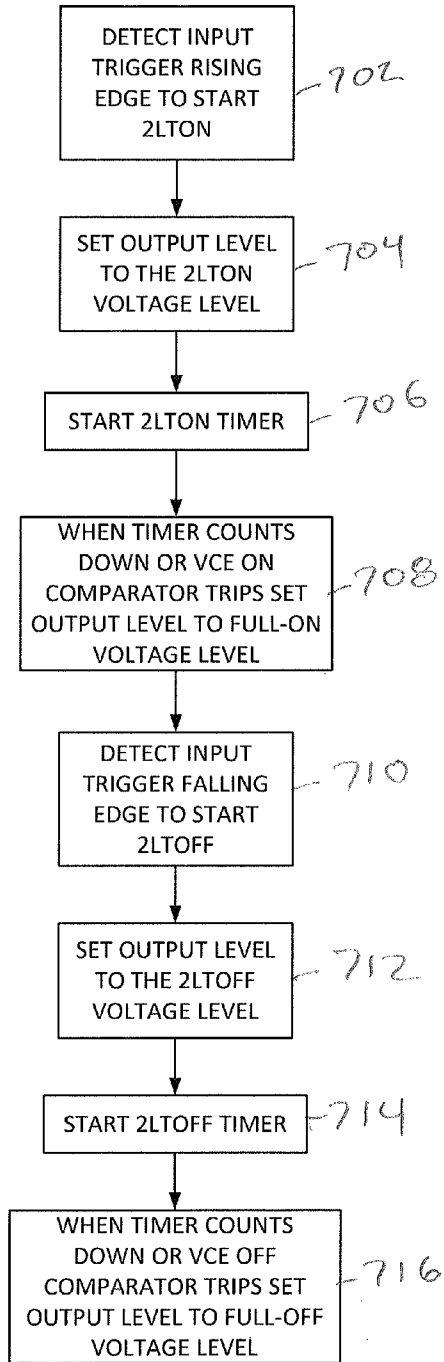 DETECT INPUT
TRIGGER RISING
EDGE TO START
2LTON
702
SET OUTPUT LEVEL
TO THE 2LTON
VOLTAGE LEVEL
704
START 2LTON TIMER
706
WHEN TIMER COUNTS
DOWN OR VCE ON
COMPARATOR TRIPS SET
OUTPUT LEVEL TO FULL-ON
VOLTAGE LEVEL
708
DETECT INPUT
TRIGGER FALLING
EDGE TO START
2LTOFF
710
SET OUTPUT LEVEL
TO THE 2LTOFF
VOLTAGE LEVEL
712
START 2LTOFF TIMER
714
WHEN TIMER COUNTS
DOWN OR VCE OFF
COMPARATOR TRIPS SET
OUTPUT LEVEL TO FULL-OFF
VOLTAGE LEVEL
716